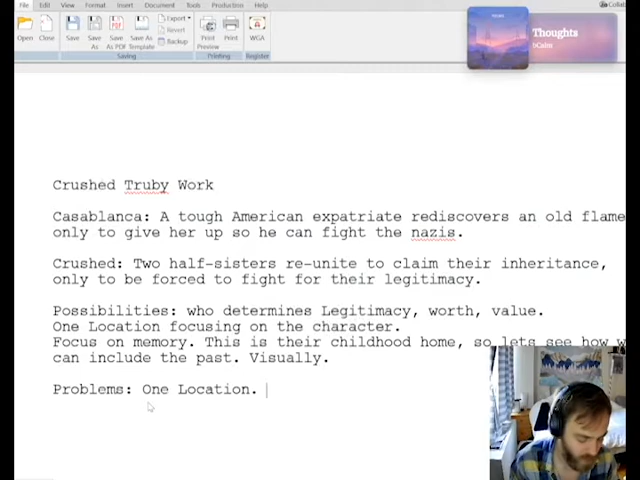 File Edit View Format Insert Document Tools Production Help
Collab
Open Close Save Save As Save As PDF Save As Template Export Revert Backup Print Preview Print WGA
Saving Printing Register
Thoughts
bCalm
Crushed Truby Work
Casablanca: A tough American expatriate rediscovers an old flame
only to give her up so he can fight the nazis.
Crushed: Two half-sisters re-unite to claim their inheritance,
only to be forced to fight for their legitimacy.
Possibilities: who determines Legitimacy, worth, value.
One Location focusing on the character.
Focus on memory. This is their childhood home, so lets see how w
can include the past. Visually.
Problems: One Location.